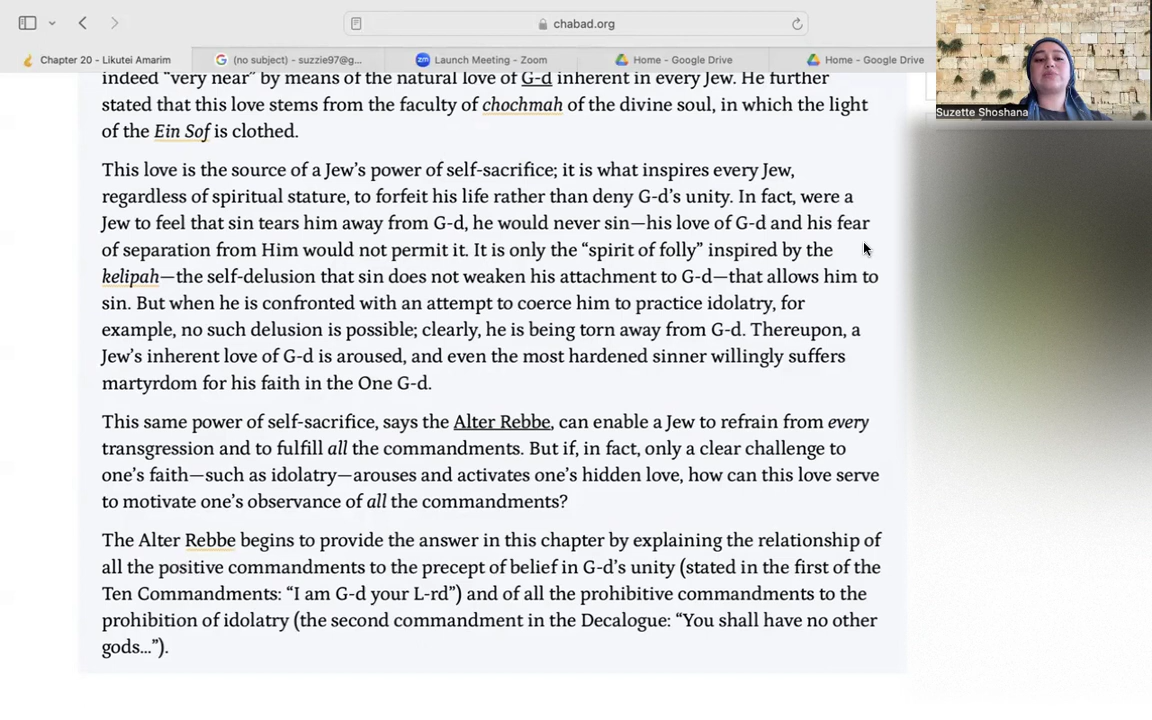 chabad.org
Chapter 20 - Likutei Amarim
(no subject) - suzzie97@g...
Launch Meeting - Zoom
Home - Google Drive
Home - Google Drive
Suzette Shoshana
indeed “very near” by means of the natural love of G-d inherent in every Jew. He further
stated that this love stems from the faculty of chochmah of the divine soul, in which the light
of the Ein Sof is clothed.
This love is the source of a Jew’s power of self-sacrifice; it is what inspires every Jew,
regardless of spiritual stature, to forfeit his life rather than deny G-d’s unity. In fact, were a
Jew to feel that sin tears him away from G-d, he would never sin—his love of G-d and his fear
of separation from Him would not permit it. It is only the “spirit of folly” inspired by the
kelipah—the self-delusion that sin does not weaken his attachment to G-d—that allows him to
sin. But when he is confronted with an attempt to coerce him to practice idolatry, for
example, no such delusion is possible; clearly, he is being torn away from G-d. Thereupon, a
Jew’s inherent love of G-d is aroused, and even the most hardened sinner willingly suffers
martyrdom for his faith in the One G-d.
This same power of self-sacrifice, says the Alter Rebbe, can enable a Jew to refrain from every
transgression and to fulfill all the commandments. But if, in fact, only a clear challenge to
one’s faith—such as idolatry—arouses and activates one’s hidden love, how can this love serve
to motivate one’s observance of all the commandments?
The Alter Rebbe begins to provide the answer in this chapter by explaining the relationship of
all the positive commandments to the precept of belief in G-d’s unity (stated in the first of the
Ten Commandments: “I am G-d your L-rd”) and of all the prohibitive commandments to the
prohibition of idolatry (the second commandment in the Decalogue: “You shall have no other
gods...”).